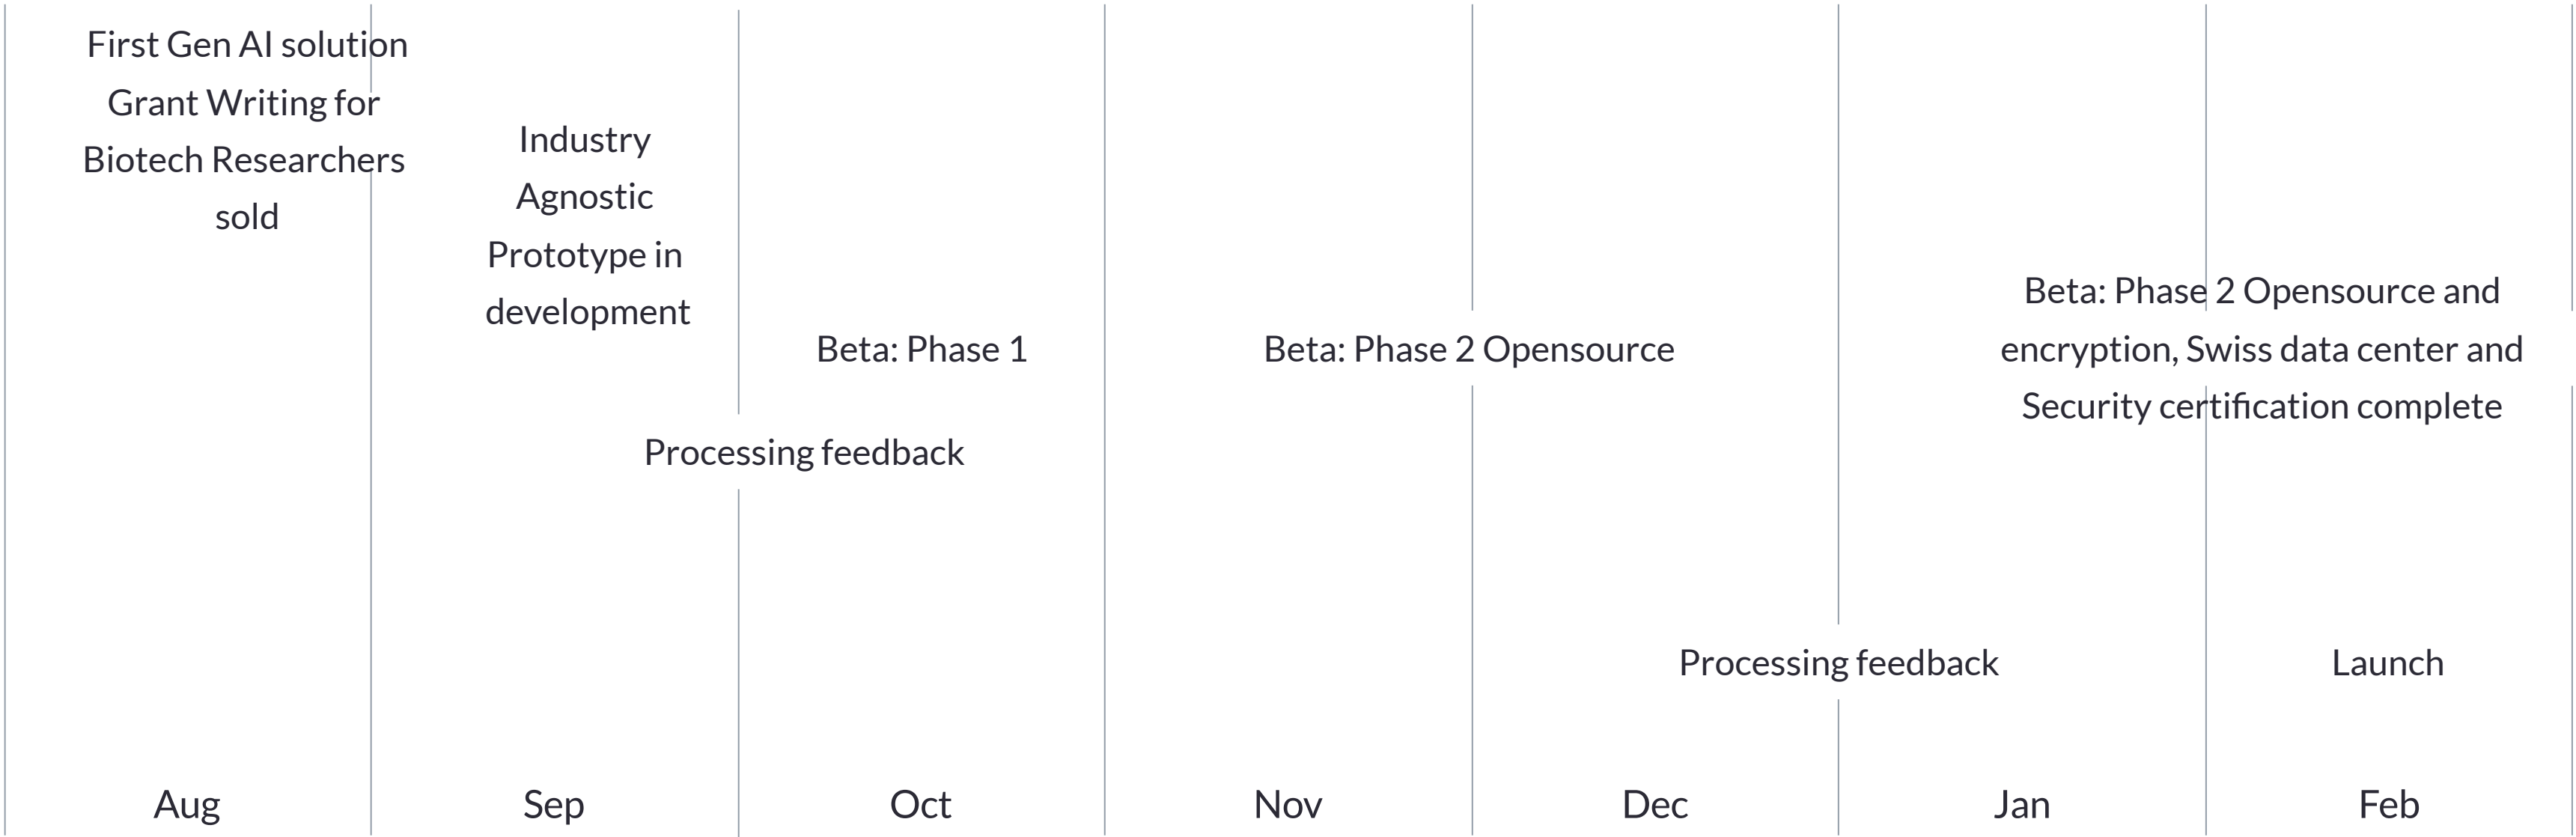 First Gen AI solution
Grant Writing for
Biotech Researchers
sold
Industry
Agnostic
Prototype in
development
Beta: Phase 1
Processing feedback
Beta: Phase 2 Opensource
Beta: Phase 2 Opensource and
encryption, Swiss data center and
Security certification complete
Processing feedback
Launch
Aug
Sep
Oct
Nov
Dec
Jan
Feb